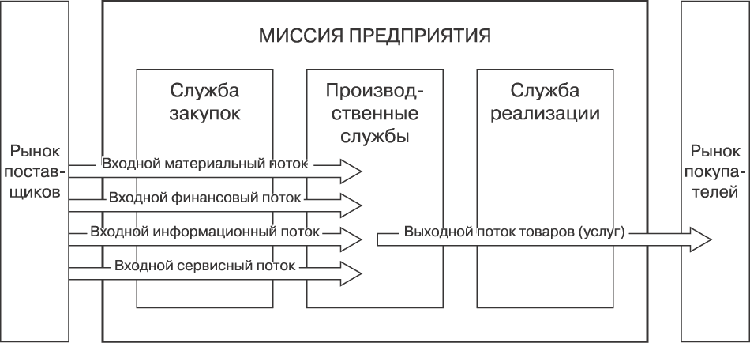 МИССИЯ ПРЕДПРИЯТИЯ
Служба
закупок
Производ-
ственные
службы
Служба
реализации
Рынок
постав-
щиков
Входной материальный поток
Входной финансовый поток
Входной информационный поток
Входной сервисный поток
Выходной поток товаров (услуг)
Рынок
покупа-
телей